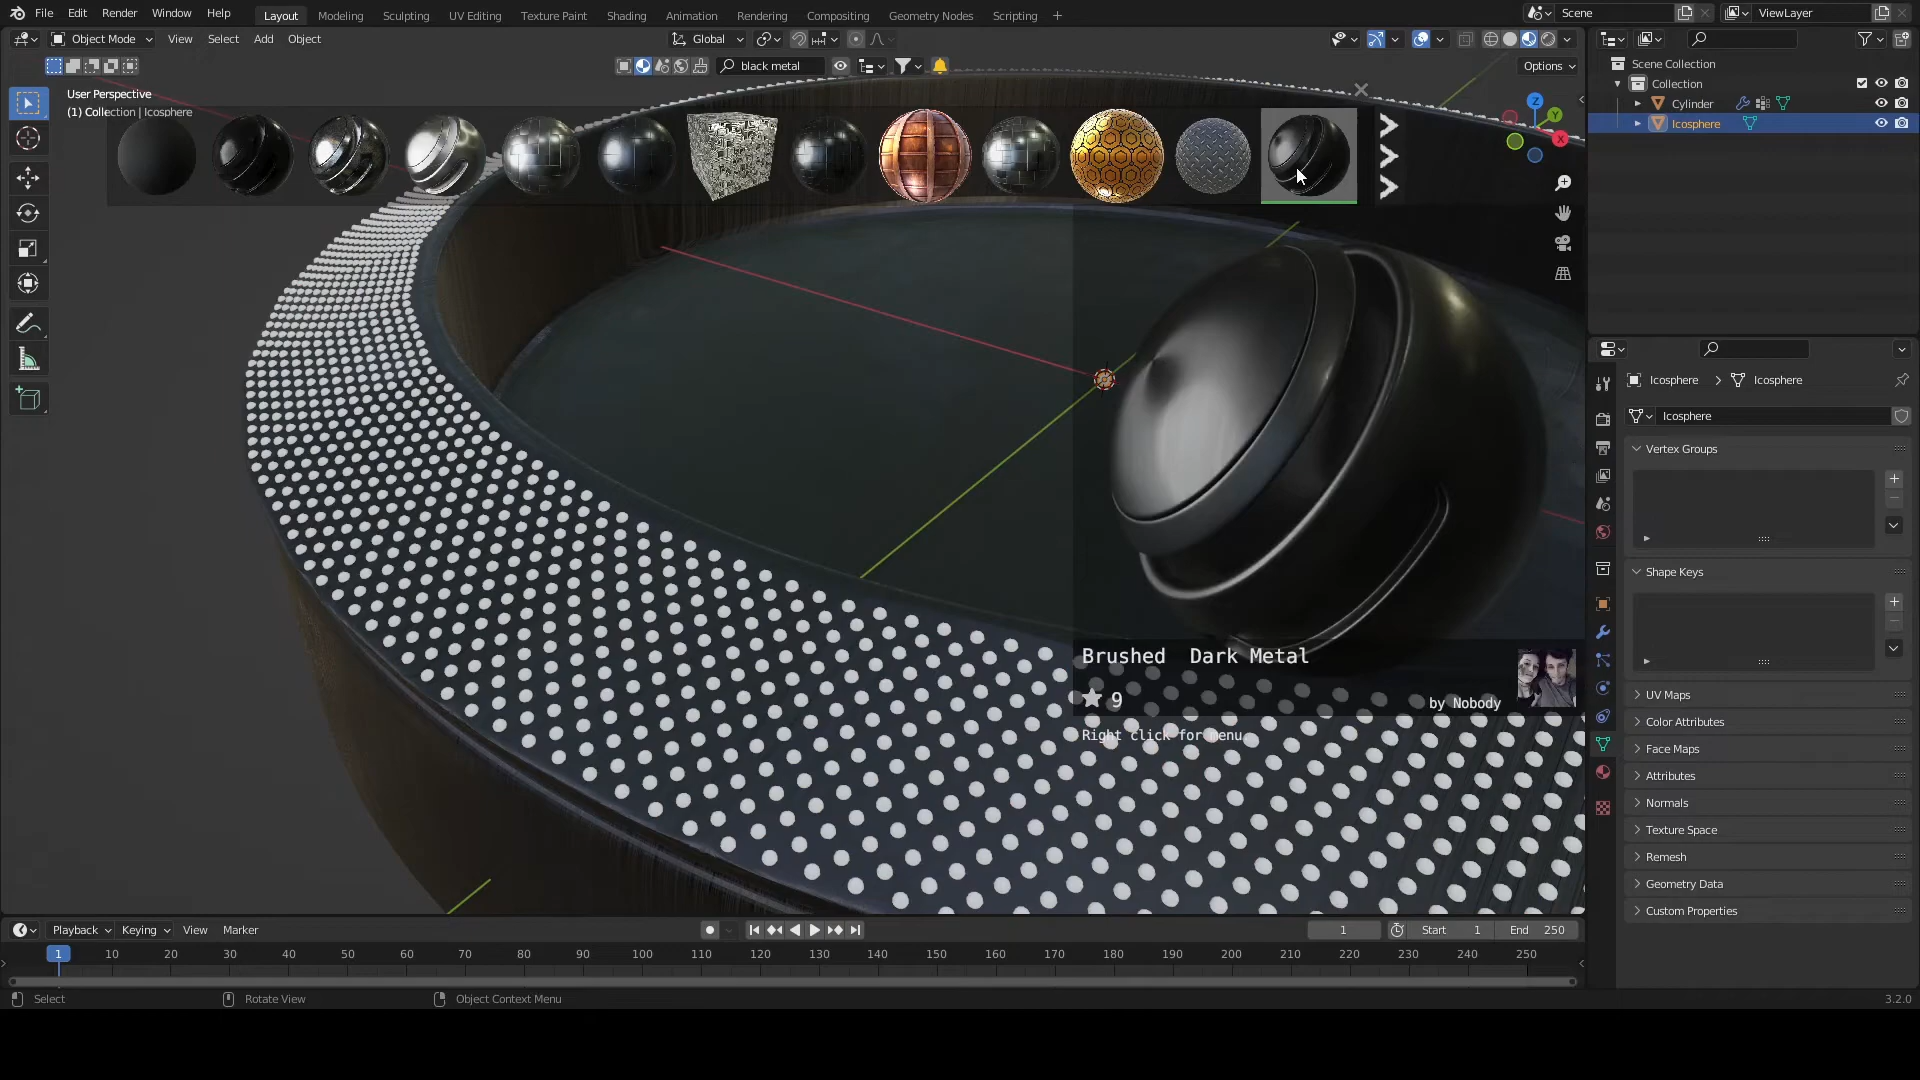 File Edit Render Window Help
Layout Modeling Sculpting UV Editing Texture Paint Shading Animation Rendering Compositing Geometry Nodes Scripting +
Scene
ViewLayer
Object Mode View Select Add Object
Global
black metal
Options
User Perspective
(1) Collection | Icosphere
Scene Collection
Collection
Cylinder
Icosphere
X
Y
Z
Icosphere > Icosphere
Icosphere
Vertex Groups
Shape Keys
UV Maps
Color Attributes
Face Maps
Attributes
Normals
Texture Space
Remesh
Geometry Data
Custom Properties
Brushed Dark Metal
9
by Nobody
Right click for menu.
Playback Keying View Marker
1
Start 1
End 250
1 10 20 30 40 50 60 70 80 90 100 110 120 130 140 150 160 170 180 190 200 210 220 230 240 250
Select Rotate View Object Context Menu
3.2.0